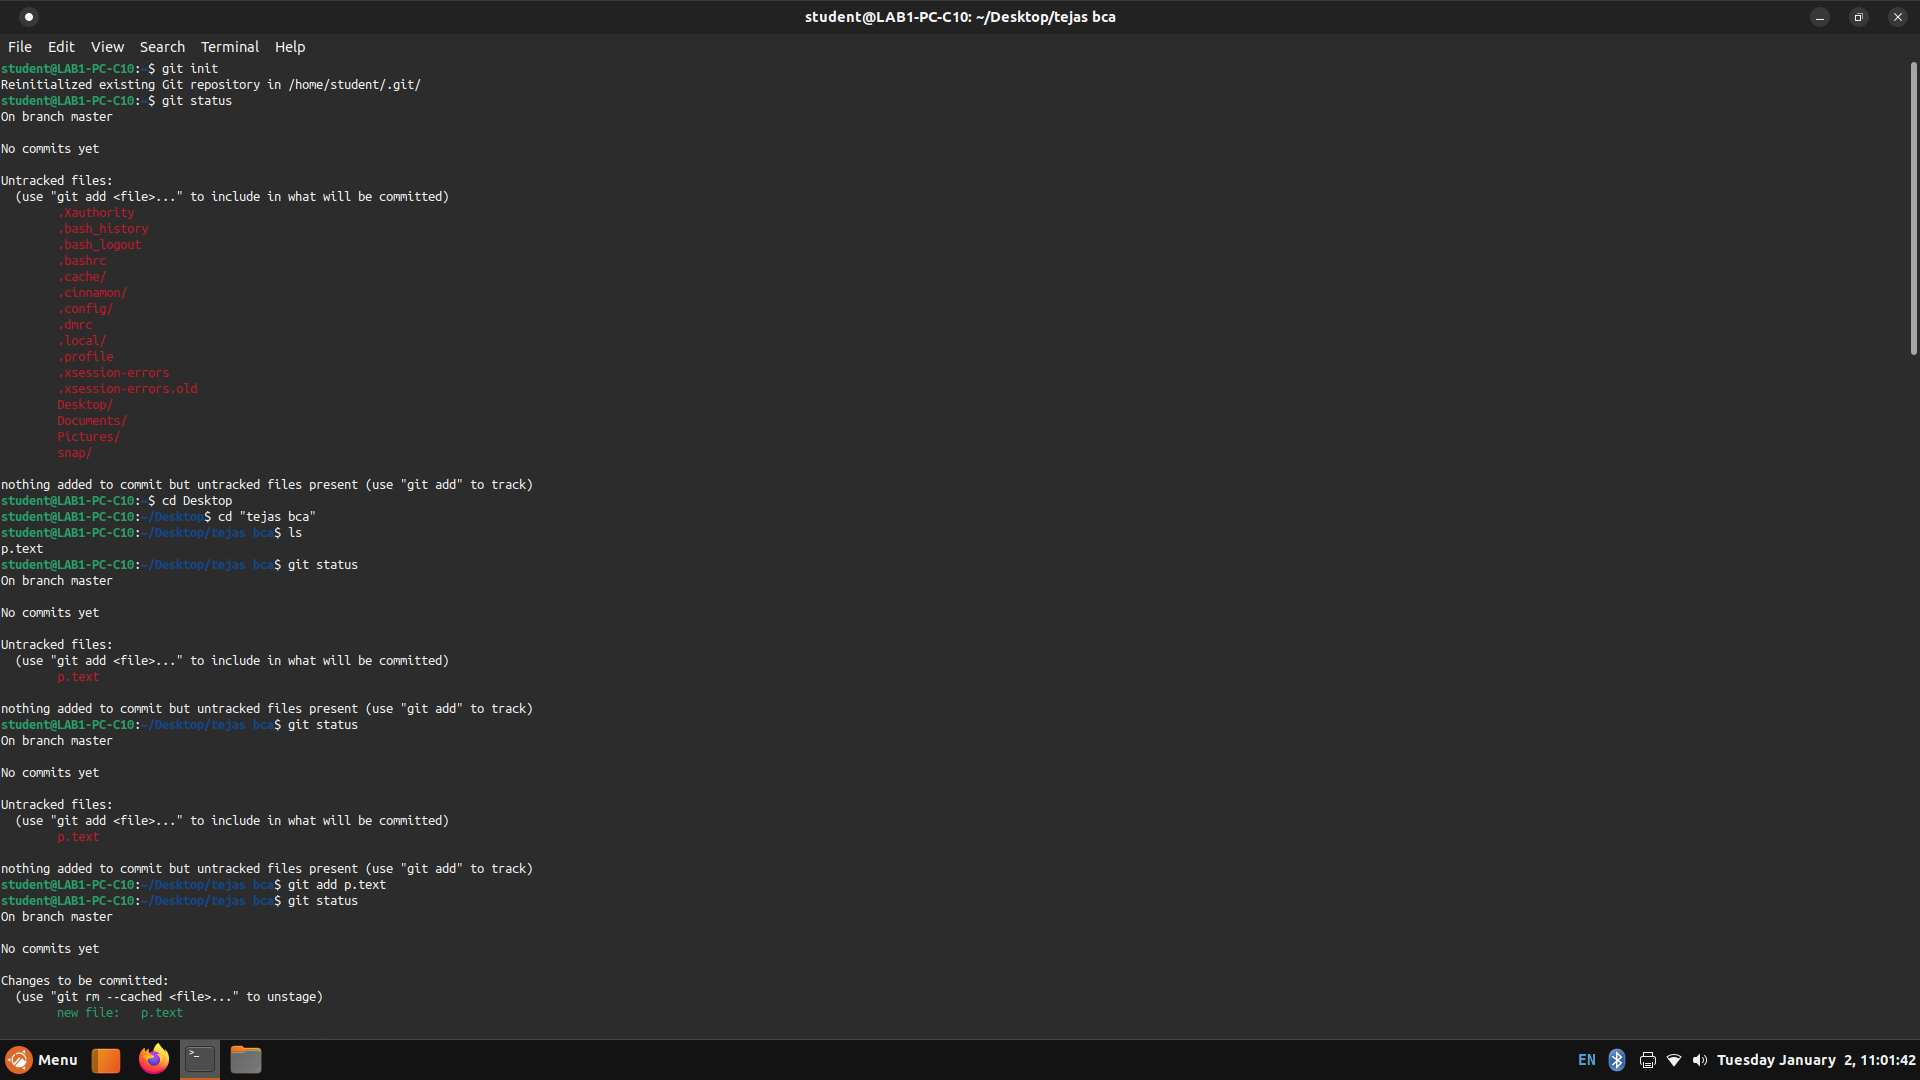 student@LAB1-PC-C10: ~/Desktop/tejas bca
File Edit View Search Terminal Help
student@LAB1-PC-C10:~$ git init
Reinitialized existing Git repository in /home/student/.git/
student@LAB1-PC-C10:~$ git status
On branch master
No commits yet
Untracked files:
(use "git add <file>..." to include in what will be committed)
.Xauthority
.bash_history
.bash_logout
.bashrc
.cache/
.cinnamon/
.config/
.dmrc
.local/
.profile
.xsession-errors
.xsession-errors.old
Desktop/
Documents/
Pictures/
snap/
nothing added to commit but untracked files present (use "git add" to track)
student@LAB1-PC-C10:~$ cd Desktop
student@LAB1-PC-C10:~/Desktop$ cd "tejas bca"
student@LAB1-PC-C10:~/Desktop/tejas bca$ ls
p.text
student@LAB1-PC-C10:~/Desktop/tejas bca$ git status
On branch master
No commits yet
Untracked files:
(use "git add <file>..." to include in what will be committed)
p.text
nothing added to commit but untracked files present (use "git add" to track)
student@LAB1-PC-C10:~/Desktop/tejas bca$ git status
On branch master
No commits yet
Untracked files:
(use "git add <file>..." to include in what will be committed)
p.text
nothing added to commit but untracked files present (use "git add" to track)
student@LAB1-PC-C10:~/Desktop/tejas bca$ git add p.text
student@LAB1-PC-C10:~/Desktop/tejas bca$ git status
On branch master
No commits yet
Changes to be committed:
(use "git rm --cached <file>..." to unstage)
new file: p.text
Menu EN Tuesday January 2, 11:01:42